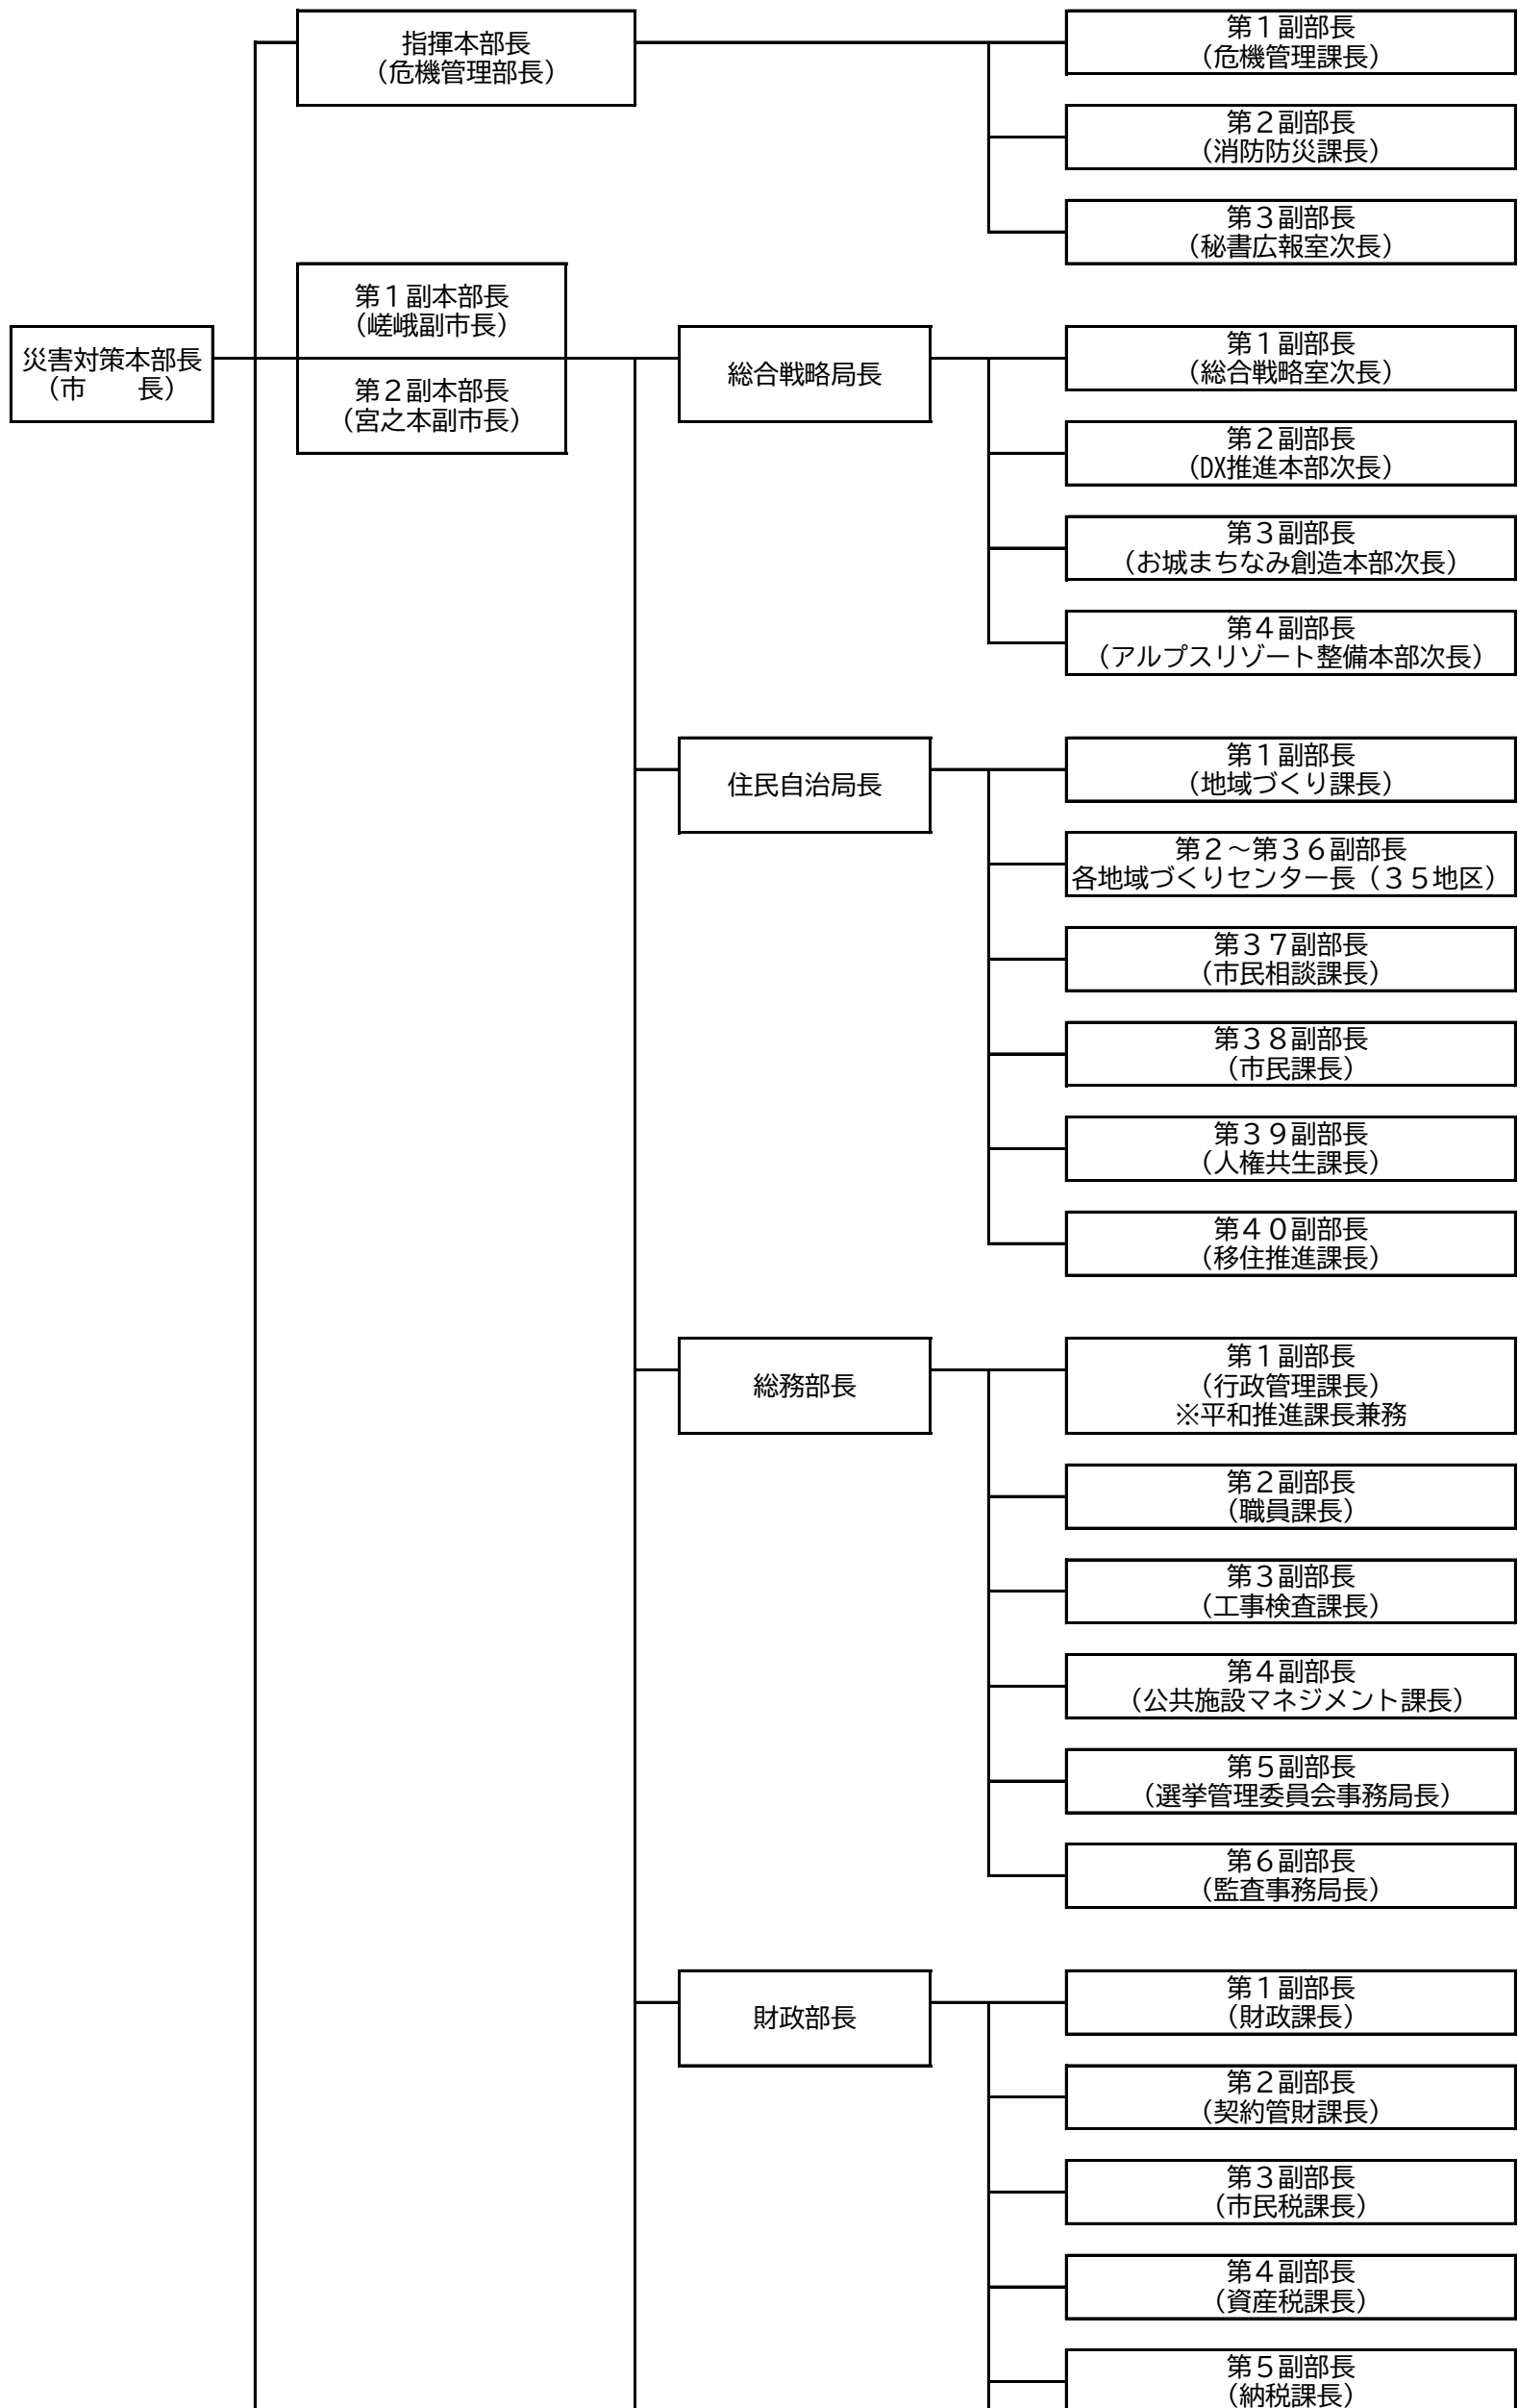 指揮本部長
（危機管理部長）
第１副部長
（危機管理課長）
第２副部長
（消防防災課長）
第３副部長
（秘書広報室次長）
災害対策本部長
（市　　長）
第１副本部長
（嵯峨副市長）
第２副本部長
（宮之本副市長）
総合戦略局長
第１副部長
（総合戦略室次長）
第２副部長
（DX推進本部次長）
第３副部長
（お城まちなみ創造本部次長）
第４副部長
（アルプスリゾート整備本部次長）
住民自治局長
第１副部長
（地域づくり課長）
第２～第３６副部長
各地域づくりセンター長（３５地区）
第３７副部長
（市民相談課長）
第３８副部長
（市民課長）
第３９副部長
（人権共生課長）
第４０副部長
（移住推進課長）
総務部長
第１副部長
（行政管理課長）
※平和推進課長兼務
第２副部長
（職員課長）
第３副部長
（工事検査課長）
第４副部長
（公共施設マネジメント課長）
第５副部長
（選挙管理委員会事務局長）
第６副部長
（監査事務局長）
財政部長
第１副部長
（財政課長）
第２副部長
（契約管財課長）
第３副部長
（市民税課長）
第４副部長
（資産税課長）
第５副部長
（納税課長）